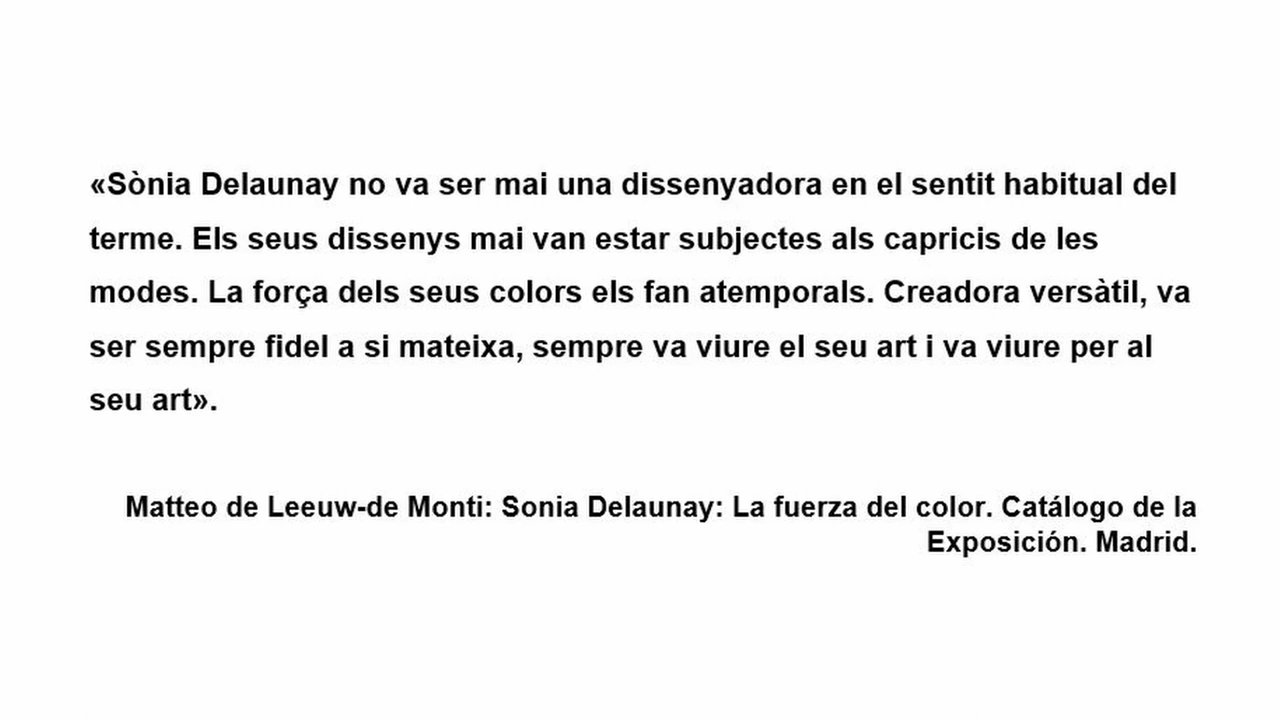 «Sònia Delaunay no va ser mai una dissenyadora en el sentit habitual del
terme. Els seus dissenys mai van estar subjectes als capricis de les
modes. La força dels seus colors els fan atemporals. Creadora versàtil, va
ser sempre fidel a si mateixa, sempre va viure el seu art i va viure per al
seu art».
Matteo de Leeuw-de Monti: Sonia Delaunay: La fuerza del color. Catálogo de la
Exposición. Madrid.